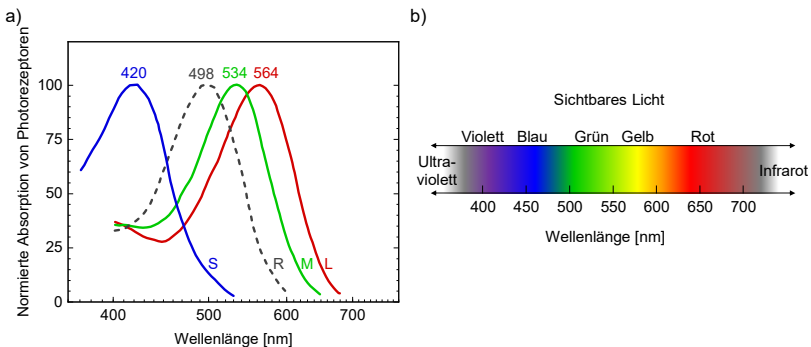 a)
Normierte Absorption von Photorezeptoren
420
498
534
564
100
75
50
25
0
S
R
M
L
400
500
600
700
Wellenlänge [nm]
b)
Sichtbares Licht
Violett
Blau
Grün
Gelb
Rot
Ultra-
violett
Infrarot
400
450
500
550
600
650
700
Wellenlänge [nm]